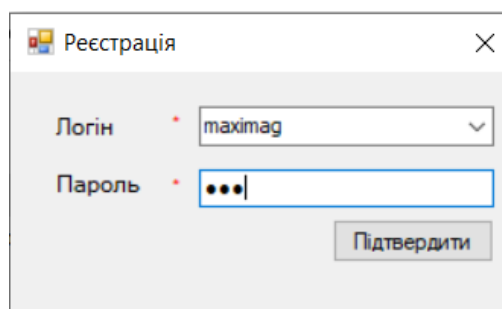 Реєстрація
Логін * maximag
Пароль * •••
Підтвердити